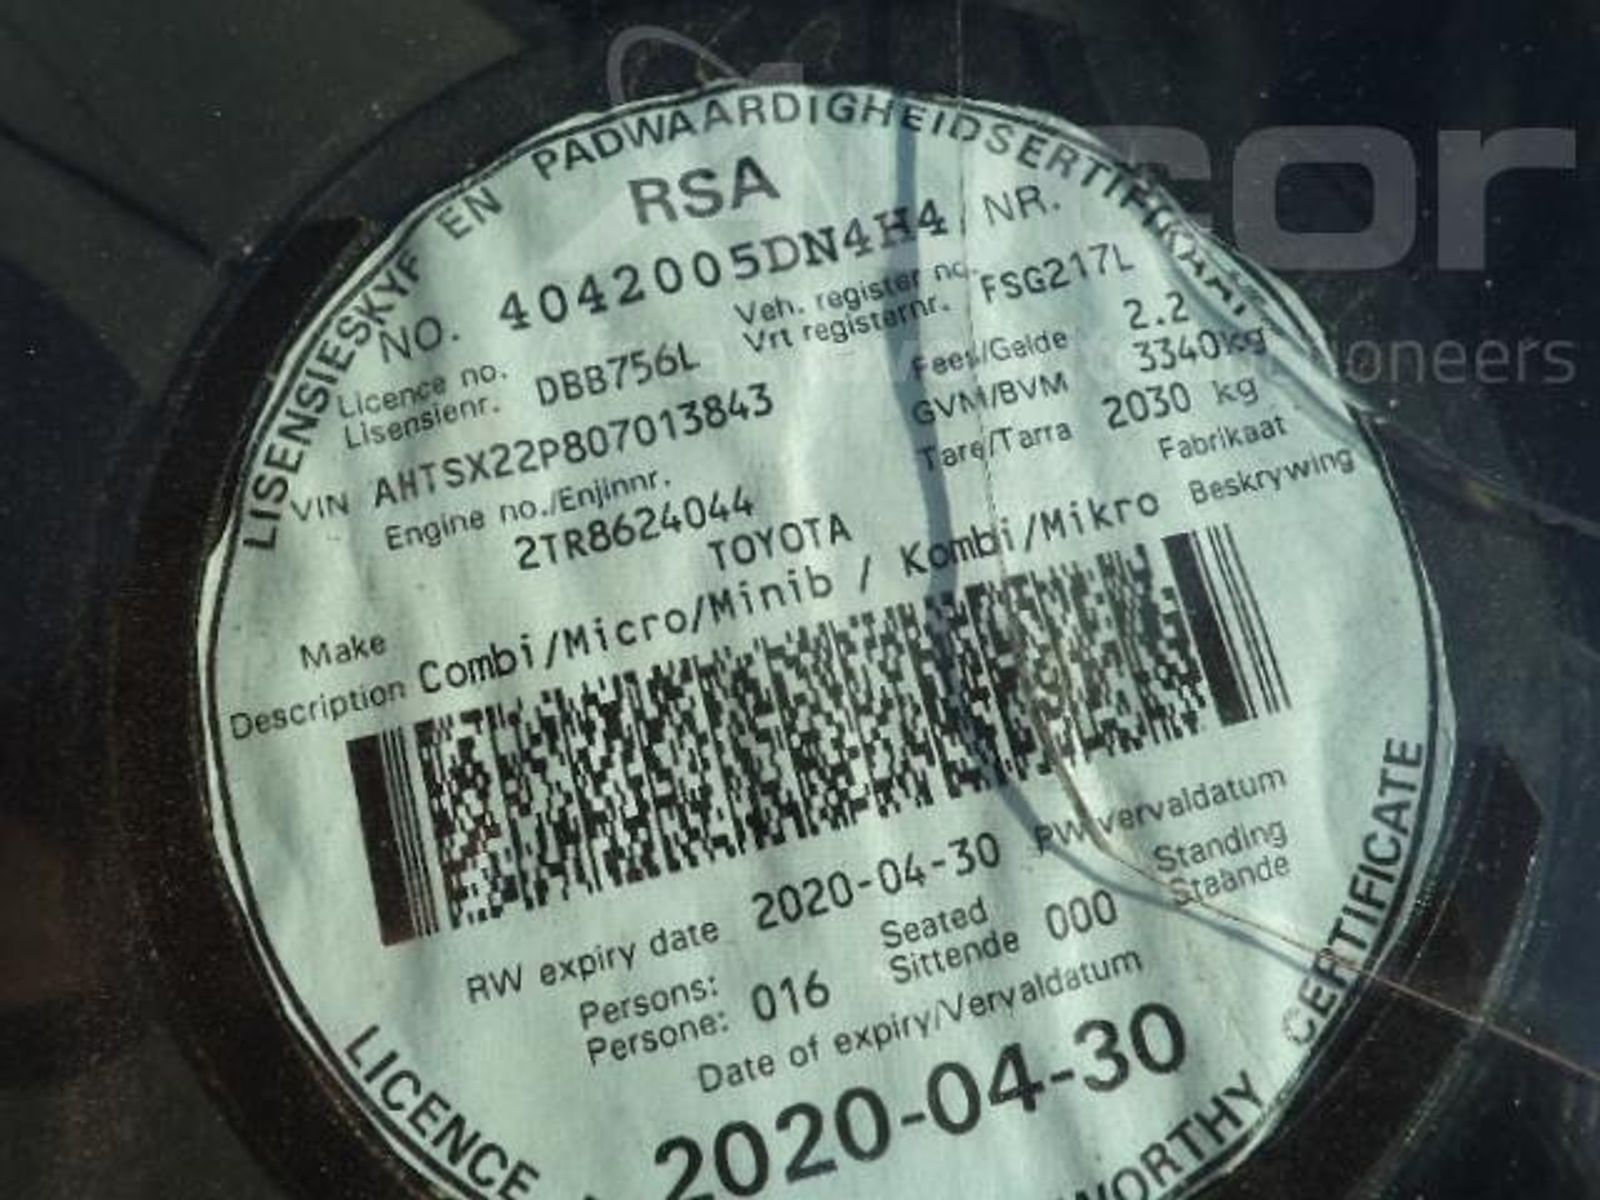 LISENSIESKYF EN PADWAARDIGHEIDSERTIFIKAAT
RSA
NO. 4042005DN4H4 NR.
Licence no. Lisensienr. DBB756L Veh. register no. Vrt registernr. FSG217L
VIN AHTSX22P807013843 Fees/Gelde 2.2
Engine no./Enjinnr. GVM/BVM 3340kg
2TR8624044 Tare/Tarra 2030 kg
Make TOYOTA Fabrikaat
Description Combi/Micro/Minib / Kombi/Mikro Beskrywing
RW expiry date 2020-04-30 RW vervaldatum
Persons: Persone: 016 Seated Sittende 000 Standing Staande
Date of expiry/Vervaldatum
2020-04-30
LICENCE
WORTHY CERTIFICATE
cor
tioneers